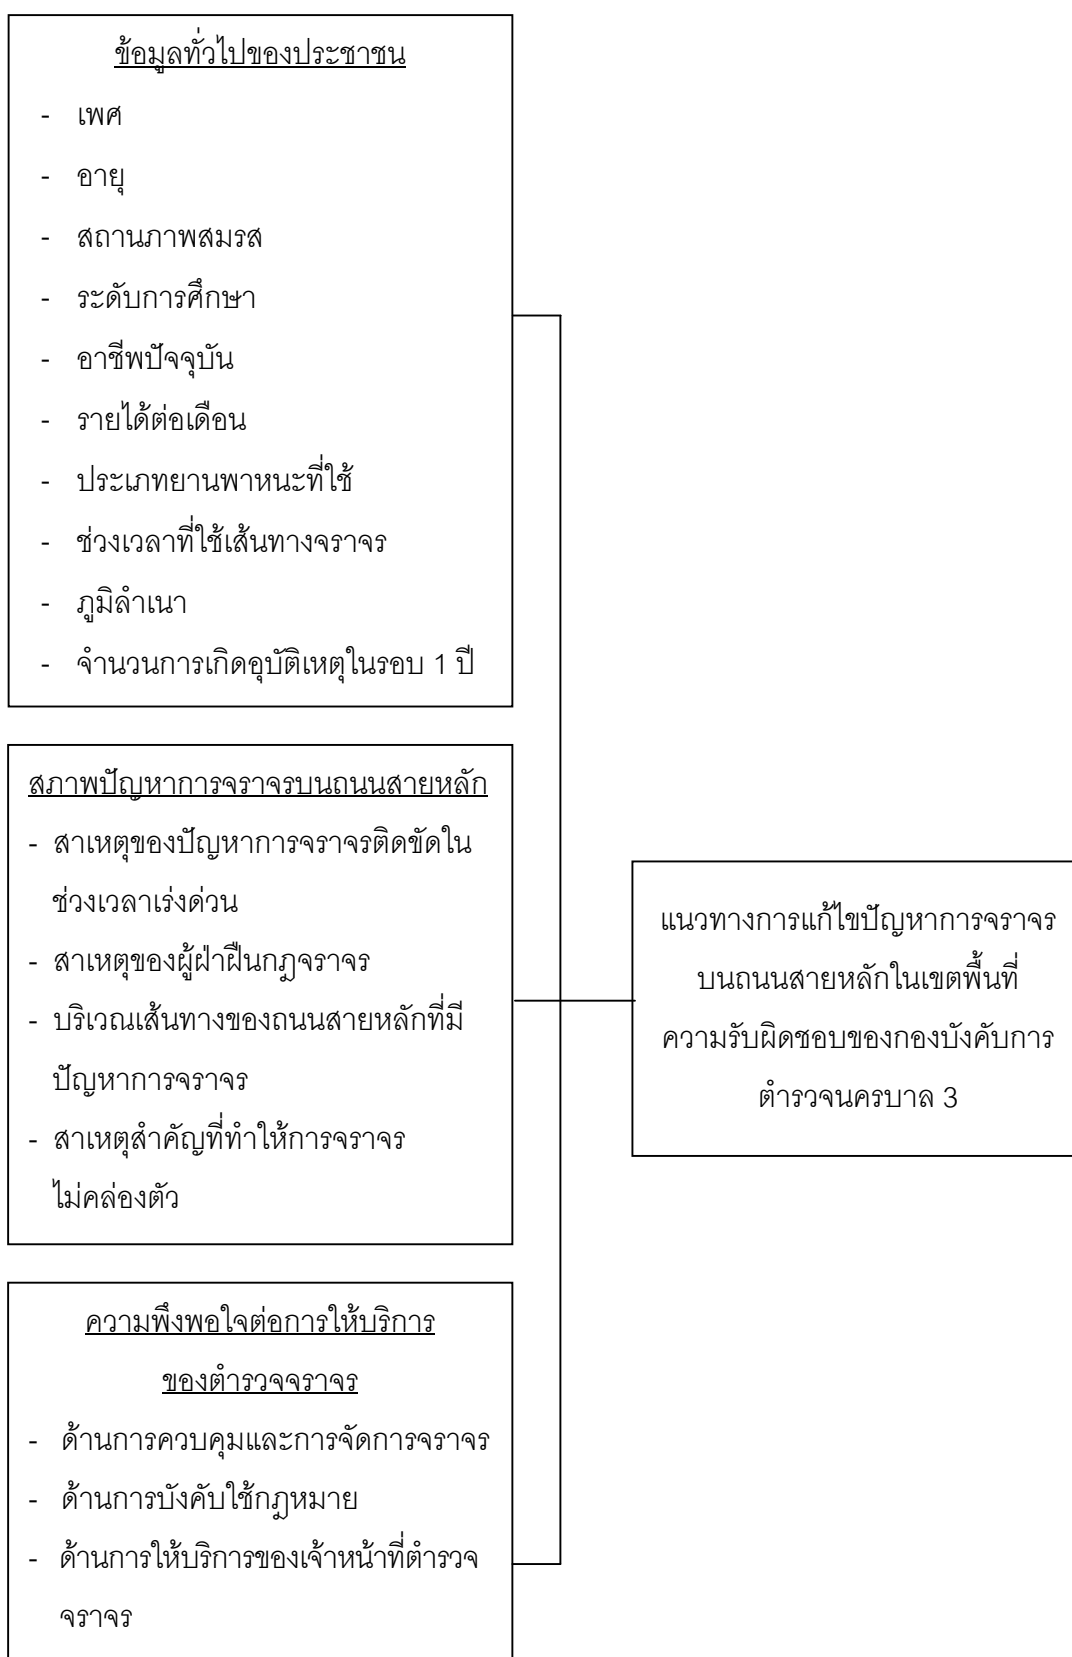 ข้อมูลทั่วไปของประชาชน
- เพศ
- อายุ
- สถานภาพสมรส
- ระดับการศึกษา
- อาชีพปัจจุบัน
- รายได้ต่อเดือน
- ประเภทยานพาหนะที่ใช้
- ช่วงเวลาที่ใช้เส้นทางจราจร
- ภูมิลำเนา
- จำนวนการเกิดอุบัติเหตุในรอบ 1 ปี
สภาพปัญหาการจราจรบนถนนสายหลัก
- สาเหตุของปัญหาการจราจรติดขัดใน
ช่วงเวลาเร่งด่วน
- สาเหตุของผู้ฝ่าฝืนกฎจราจร
- บริเวณเส้นทางของถนนสายหลักที่มี
ปัญหาการจราจร
- สาเหตุสำคัญที่ทำให้การจราจร
ไม่คล่องตัว
แนวทางการแก้ไขปัญหาการจราจร
บนถนนสายหลักในเขตพื้นที่
ความรับผิดชอบของกองบังคับการ
ตำรวจนครบาล 3
ความพึงพอใจต่อการให้บริการ
ของตำรวจจราจร
- ด้านการควบคุมและการจัดการจราจร
- ด้านการบังคับใช้กฎหมาย
- ด้านการให้บริการของเจ้าหน้าที่ตำรวจ
จราจร